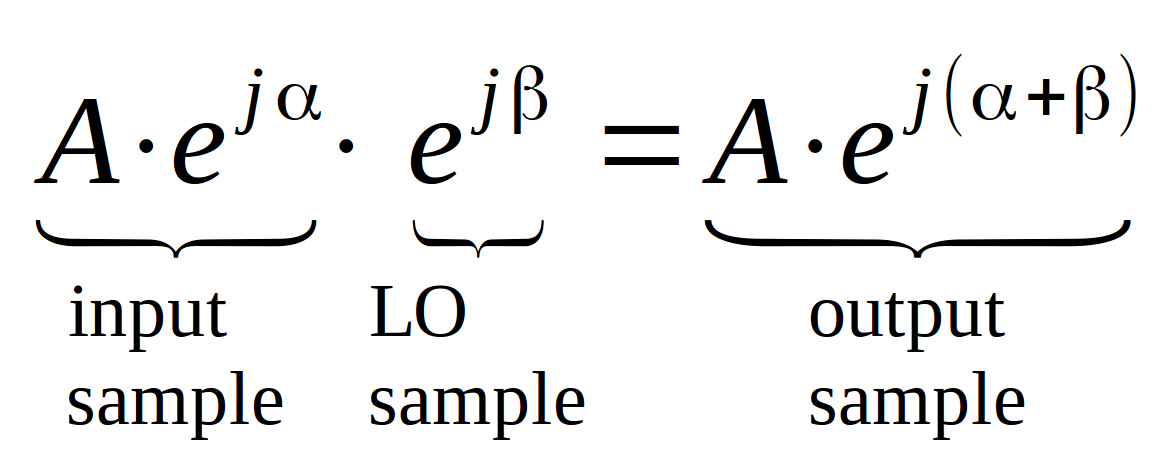 A · e^{jα} · e^{jβ} = A · e^{j(α+β)}
input LO output
sample sample sample